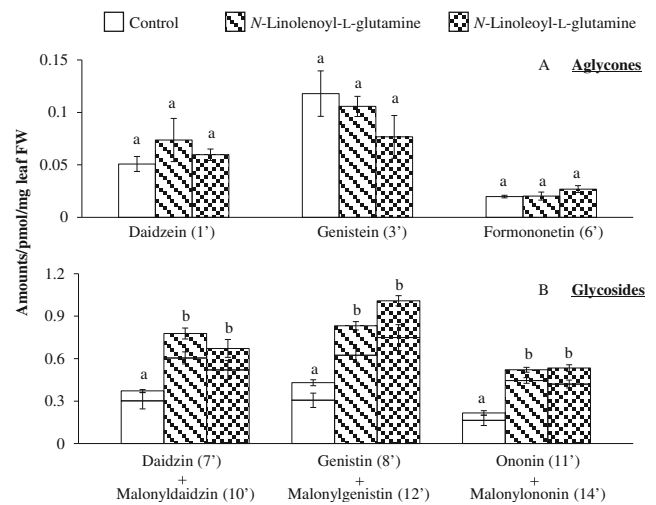 Control N-Linolenoyl-L-glutamine N-Linoleoyl-L-glutamine
Amounts/pmol/mg leaf FW
A Aglycones
0.15
0.1
0.05
0
a a a
a a a
a a a
Daidzein (1’) Genistein (3’) Formononetin (6’)
B Glycosides
1.2
0.9
0.6
0.3
0
a b b
a b b
a b b
Daidzin (7’) Genistin (8’) Ononin (11’)
+ + +
Malonyldaidzin (10’) Malonylgenistin (12’) Malonylononin (14’)